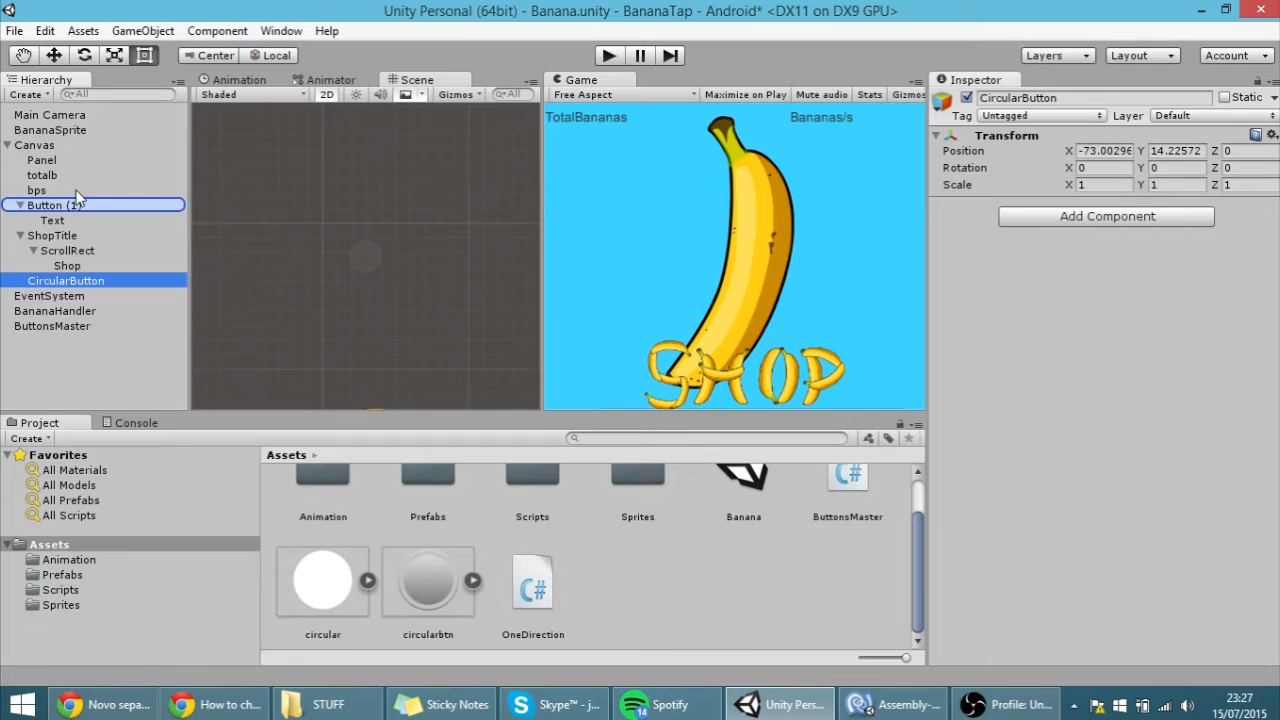 Unity Personal (64bit) - Banana.unity - BananaTap - Android* <DX11 on DX9 GPU>
File Edit Assets GameObject Component Window Help
Center Local Layers Layout Account
Hierarchy Animation Animator Scene Game Inspector
Create All Shaded 2D Gizmos All Free Aspect Maximize on Play Mute audio Stats Gizmos
CircularButton Static
Tag Untagged Layer Default
Main Camera
BananaSprite
Canvas
Panel
totalb
bps
Button (1)
Text
ShopTitle
ScrollRect
Shop
CircularButton
EventSystem
BananaHandler
ButtonsMaster
TotalBananas Bananas/s
SHOP
Transform
Position X -73.00296 Y 14.22572 Z 0
Rotation X 0 Y 0 Z 0
Scale X 1 Y 1 Z 1
Add Component
Project Console
Create
Favorites
All Materials
All Models
All Prefabs
All Scripts
Assets
Animation
Prefabs
Scripts
Sprites
Assets
C#
Animation Prefabs Scripts Sprites Banana ButtonsMaster
C#
circular circularbtn OneDirection
Novo sepa... How to ch... STUFF Sticky Notes Skype™ - j... 14 Spotify Unity Pers... Assembly-... Profile: Un...
23:27
15/07/2015